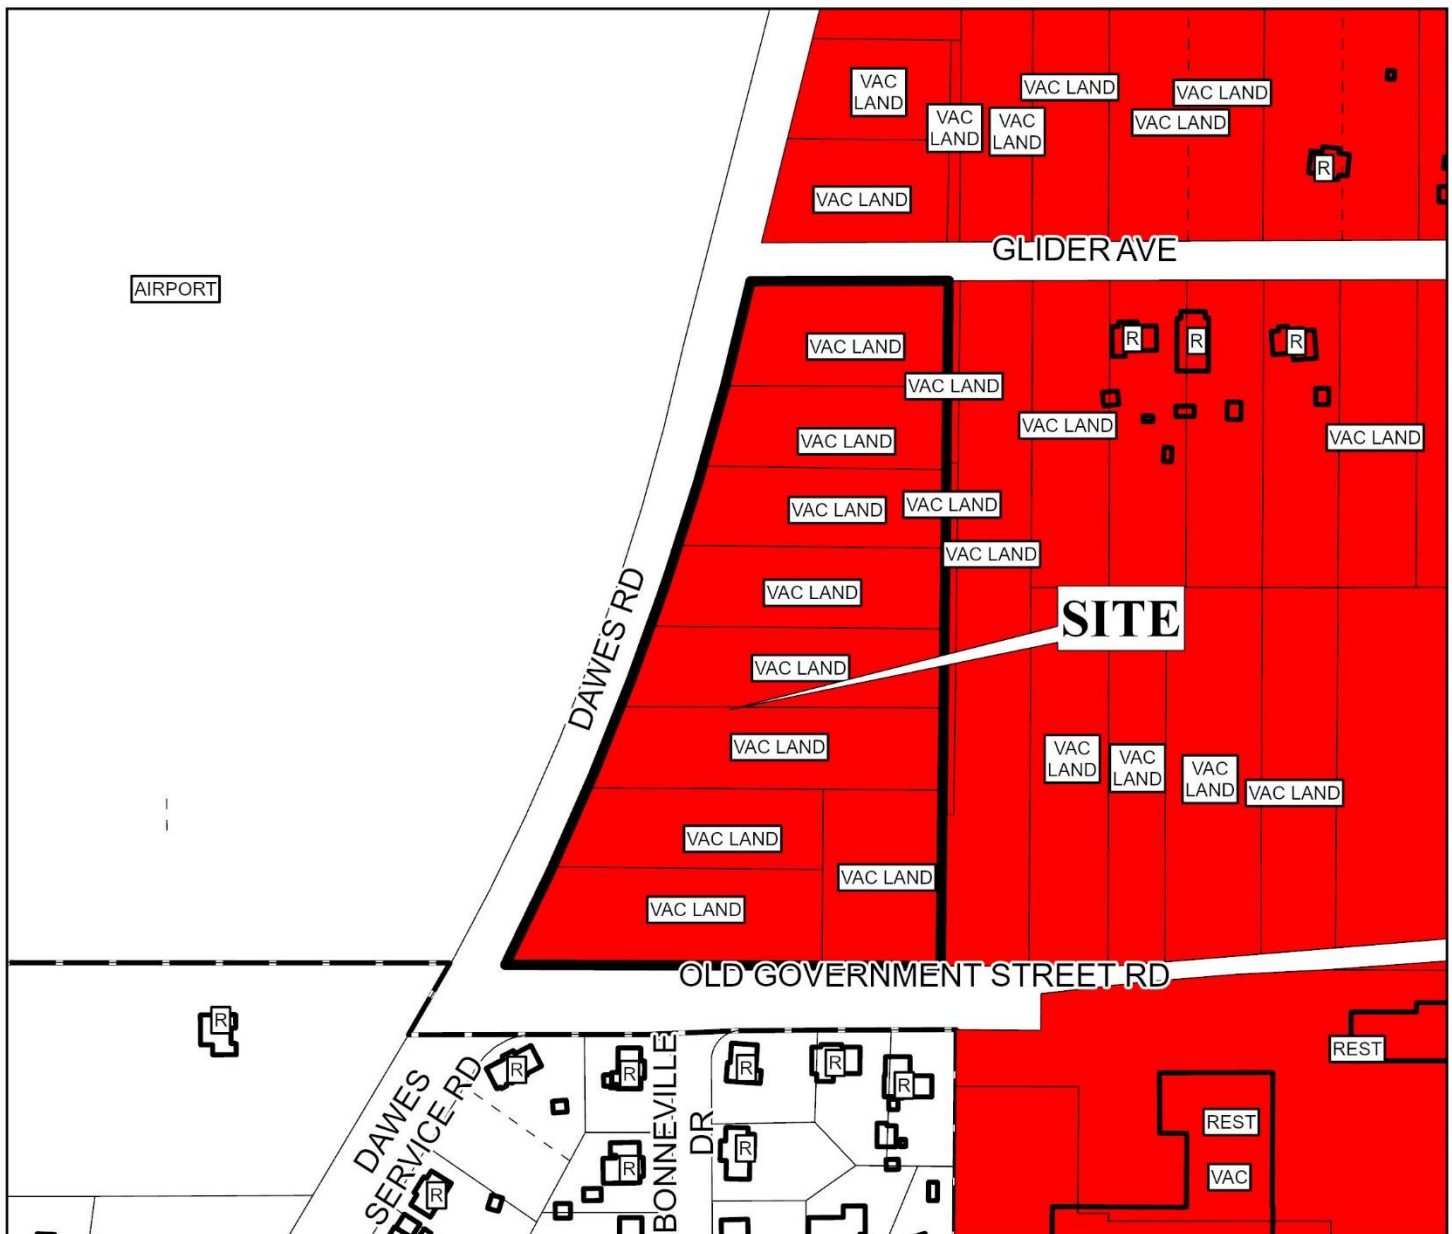 VAC
LAND
VAC
LAND
VAC
LAND
VAC LAND
VAC LAND
VAC LAND
R
VAC LAND
GLIDER AVE
AIRPORT
VAC LAND
R
R
R
VAC LAND
VAC LAND
VAC LAND
VAC LAND
VAC LAND
VAC LAND
VAC LAND
VAC LAND
DAWES RD
SITE
VAC LAND
VAC LAND
VAC
LAND
VAC
LAND
VAC
LAND
VAC LAND
VAC LAND
VAC LAND
VAC LAND
OLD GOVERNMENT STREET RD
R
REST
R
R
R
R
R
DAWES
SERVICE RD
BONNEVILLE
DR
REST
R
R
VAC
R